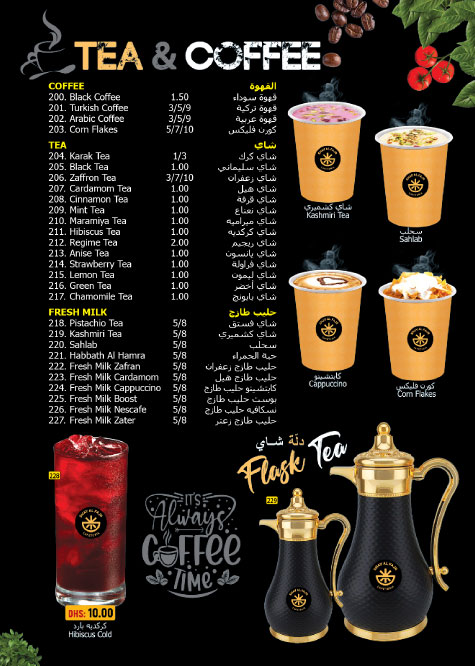 TEA & COFFEE
COFFEE القهوة
200. Black Coffee 1.50 قهوة سوداء
201. Turkish Coffee 3/5/9 قهوة تركية
202. Arabic Coffee 3/5/9 قهوة عربية
203. Corn Flakes 5/7/10 كورن فليكس
TEA شاي
204. Karak Tea 1/3 شاي كرك
205. Black Tea 1.00 شاي سليماني
206. Zaffron Tea 3/7/10 شاي زعفران
207. Cardamom Tea 1.00 شاي هيل
208. Cinnamon Tea 1.00 شاي قرفة
209. Mint Tea 1.00 شاي نعناع
210. Maramiya Tea 1.00 شاي ميراميه
211. Hibiscus Tea 1.00 شاي كركديه
212. Regime Tea 2.00 شاي ريجيم
213. Anise Tea 1.00 شاي يانسون
214. Strawberry Tea 1.00 شاي فراولة
215. Lemon Tea 1.00 شاي ليمون
216. Green Tea 1.00 شاي أخضر
217. Chamomile Tea 1.00 شاي بابونج
FRESH MILK حليب طازج
218. Pistachio Tea 5/8 شاي فستق
219. Kashmiri Tea 5/8 شاي كشميري
220. Sahlab 5/8 سحلب
221. Habbath Al Hamra 5/8 حبة الحمراء
222. Fresh Milk Zafran 5/8 حليب طازج زعفران
223. Fresh Milk Cardamom 5/8 حليب طازج هيل
224. Fresh Milk Cappuccino 5/8 كابتشينو حليب طازج
225. Fresh Milk Boost 5/8 بوست حليب طازج
226. Fresh Milk Nescafe 5/8 نسكافيه حليب طازج
227. Fresh Milk Zater 5/8 حليب طازج زعتر
شاي كشميري
Kashmiri Tea
سحلب
Sahlab
كابتشينو
Cappuccino
كورن فليكس
Corn Flakes
228
DHS: 10.00
كركديه بارد
Hibiscus Cold
IT'S
Always
COFFEE
TIME
دلّة شاي
Flask Tea
229